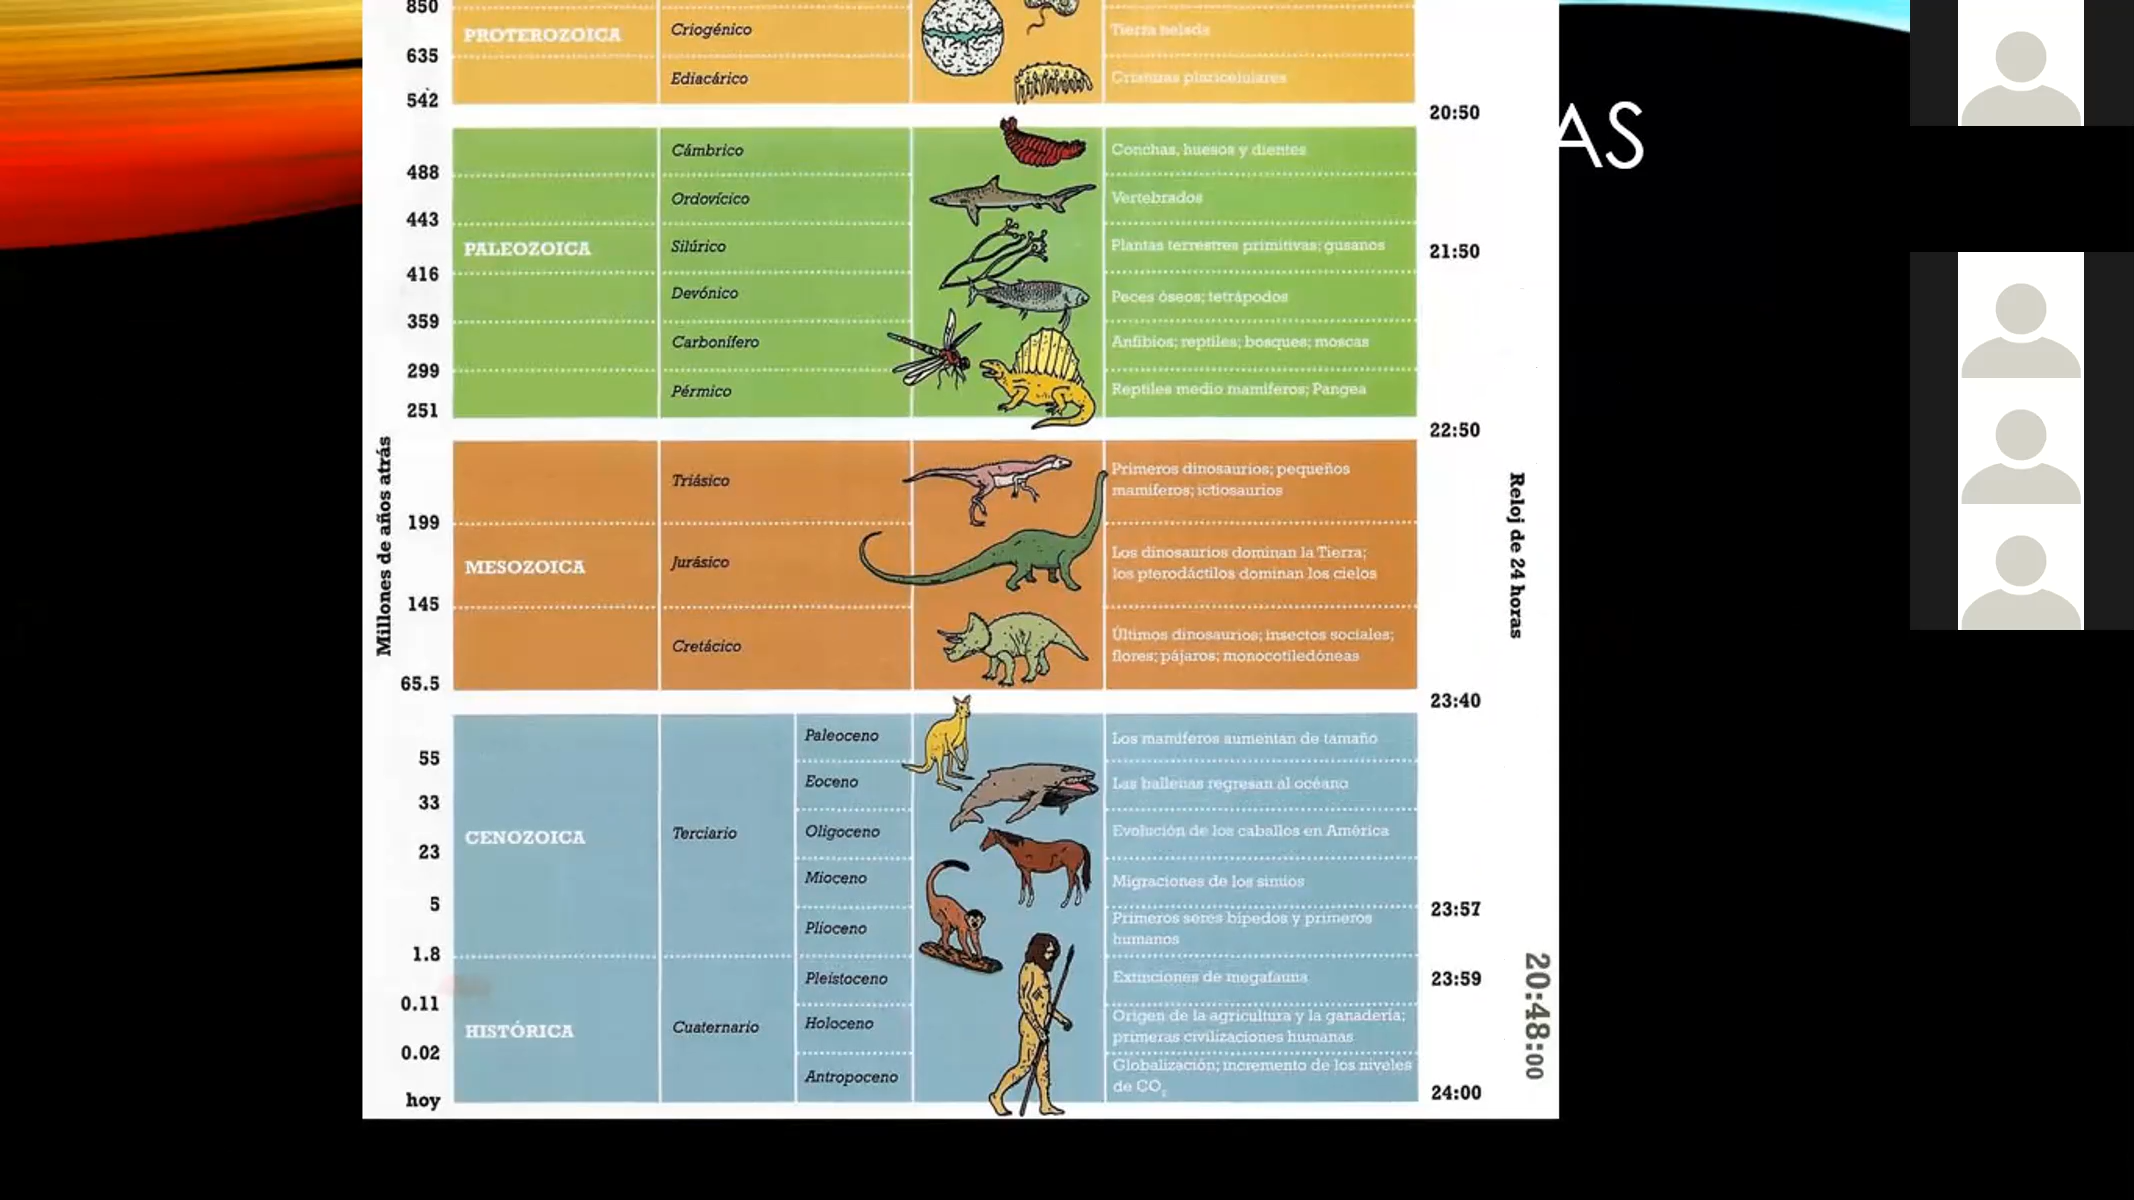 850
PROTEROZOICA
Criogénico
Tierra helada
635
Ediacárico
Criaturas pluricelulares
542
20:50
AS
Cámbrico
Conchas, huesos y dientes
488
Ordovícico
Vertebrados
443
PALEOZOICA
Silúrico
Plantas terrestres primitivas; gusanos
21:50
416
Devónico
Peces óseos; tetrápodos
359
Carbonífero
Anfibios; reptiles; bosques; moscas
299
Pérmico
Reptiles medio mamíferos; Pangea
251
22:50
Millones de años atrás
Reloj de 24 horas
Triásico
Primeros dinosaurios; pequeños
mamíferos; ictiosaurios
199
MESOZOICA
Jurásico
Los dinosaurios dominan la Tierra;
los pterodáctilos dominan los cielos
145
Cretácico
Últimos dinosaurios; insectos sociales;
flores; pájaros; monocotiledóneas
65.5
23:40
Paleoceno
Los mamíferos aumentan de tamaño
55
Eoceno
Las ballenas regresan al océano
33
CENOZOICA
Terciario
Oligoceno
Evolución de los caballos en América
23
Mioceno
Migraciones de los simios
5
23:57
Plioceno
Primeros seres bípedos y primeros
humanos
1.8
Pleistoceno
Extinciones de megafauna
23:59
0.11
HISTÓRICA
Cuaternario
Holoceno
Origen de la agricultura y la ganadería;
primeras civilizaciones humanas
0.02
Antropoceno
Globalización; incremento de los niveles
de CO₂
hoy
24:00
20:48:00